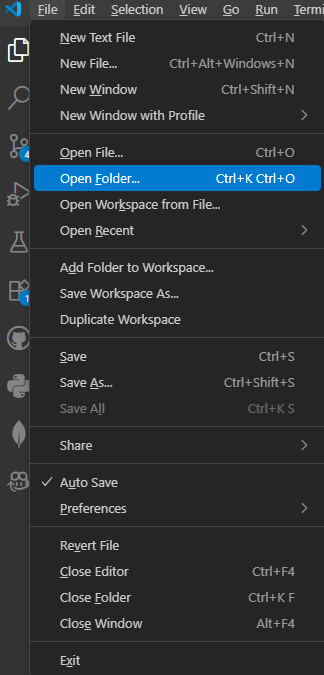 File Edit Selection View Go Run Termi
New Text File Ctrl+N
New File... Ctrl+Alt+Windows+N
New Window Ctrl+Shift+N
New Window with Profile
Open File... Ctrl+O
Open Folder... Ctrl+K Ctrl+O
Open Workspace from File...
Open Recent
Add Folder to Workspace...
Save Workspace As...
Duplicate Workspace
Save Ctrl+S
Save As... Ctrl+Shift+S
Save All Ctrl+K S
Share
Auto Save
Preferences
Revert File
Close Editor Ctrl+F4
Close Folder Ctrl+K F
Close Window Alt+F4
Exit
4
1